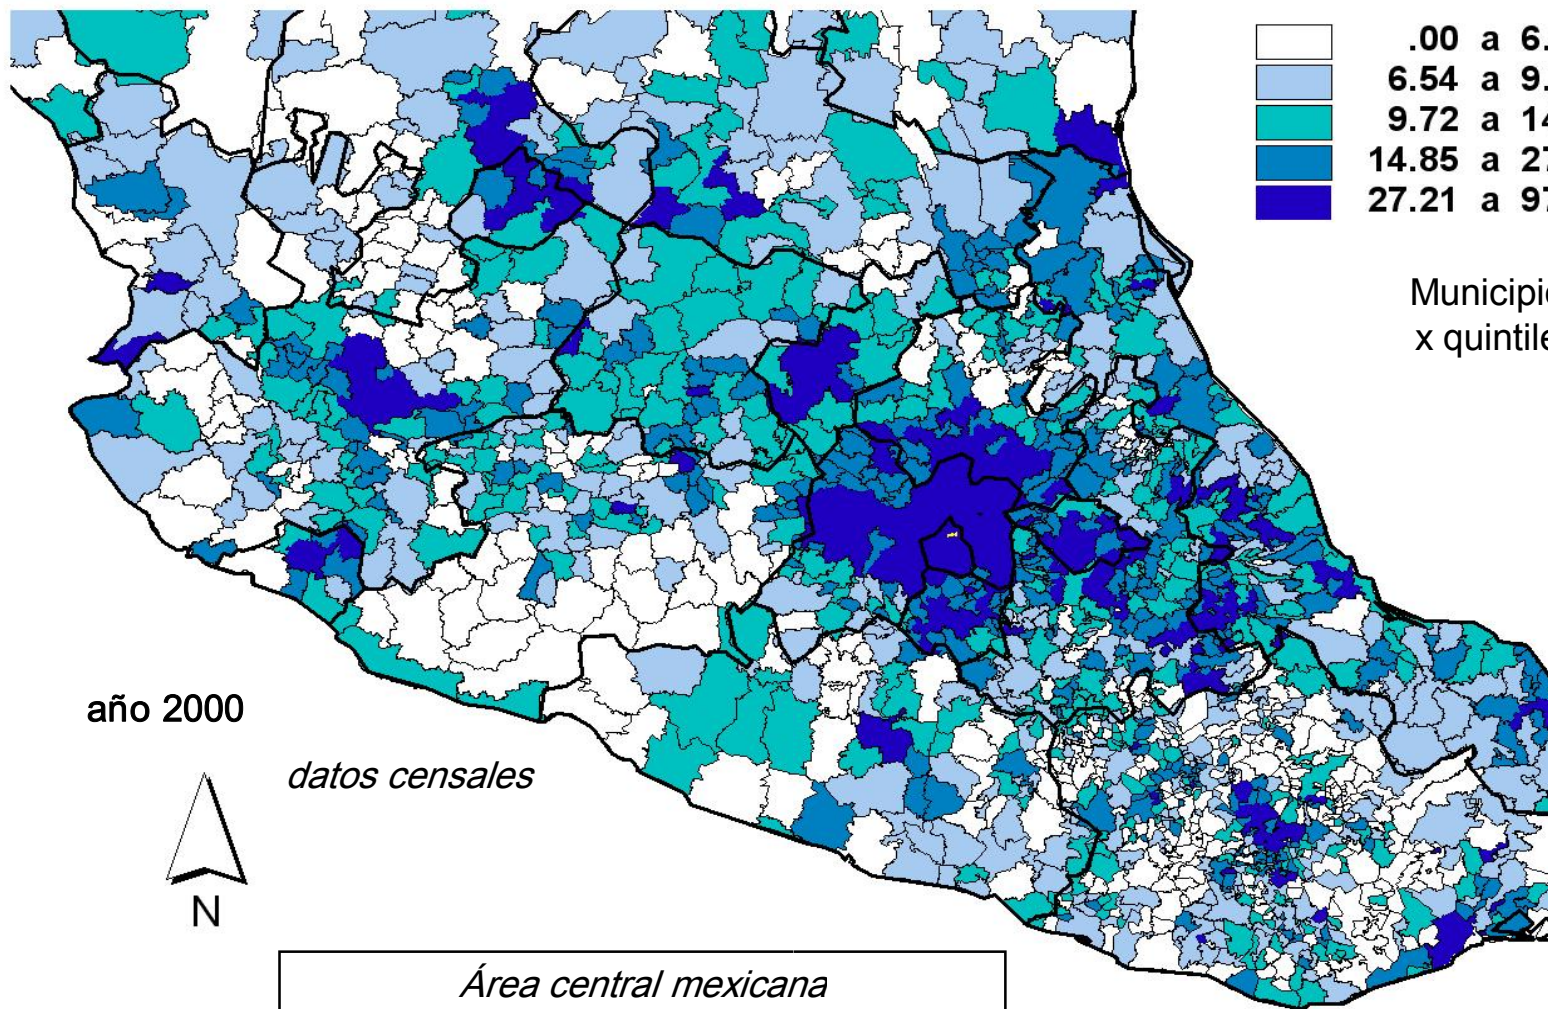 .00 a 6.
6.54 a 9.
9.72 a 14
14.85 a 27
27.21 a 97
Municipi
x quintile
año 2000
datos censales
N
Área central mexicana